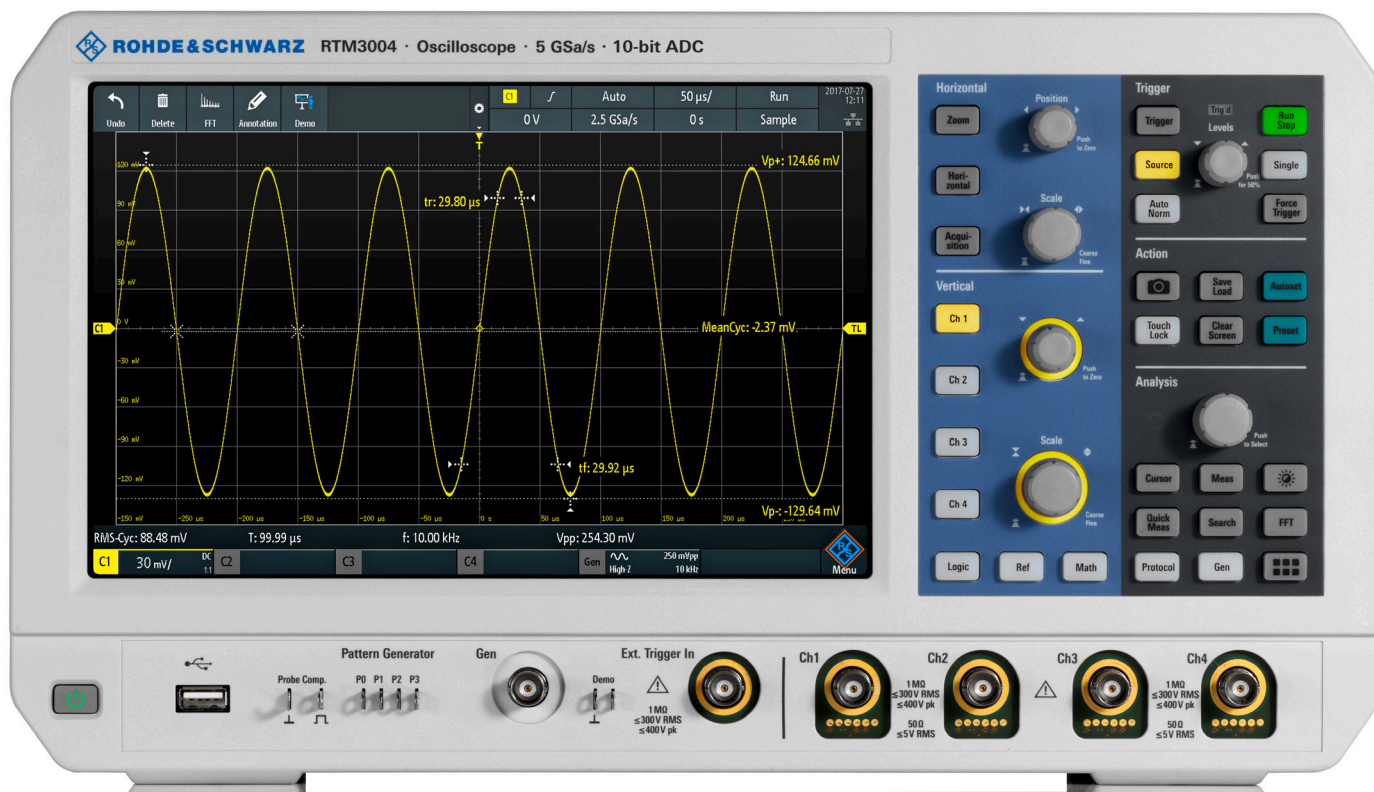 ROHDE & SCHWARZ RTM3004 · Oscilloscope · 5 GSa/s · 10-bit ADC
Undo Delete FFT Annotation Demo
C1 Auto 50 µs/ Run 2017-07-27
0 V 2.5 GSa/s 0 s Sample 12:11
T
120 mV
Vp+: 124.66 mV
90 mV
tr: 29.80 µs
60 mV
30 mV
0 V
C1
MeanCyc: -2.37 mV
TL
-30 mV
-60 mV
-90 mV
-120 mV
tf: 29.92 µs
Vp-: -129.64 mV
-150 mV -250 µs -200 µs -150 µs -100 µs -50 µs 0 s 50 µs 100 µs 150 µs 200 µs
RMS-Cyc: 88.48 mV T: 99.99 µs f: 10.00 kHz Vpp: 254.30 mV
C1 30 mV/ DC 1:1 C2 C3 C4 Gen High-Z 250 mVpp 10 kHz
R&S
Menu
Horizontal
Position
Zoom
Push
to Zero
Hori-
zontal
Scale
Acqui-
sition
Coarse
Fine
Vertical
Ch 1
Push
to Zero
Ch 2
Ch 3
Scale
Ch 4
Coarse
Fine
Logic Ref Math
Trigger
Trig'd
Trigger
Levels
Run
Stop
Source
Single
Push
for 50%
Auto
Norm
Force
Trigger
Action
Save
Load
Autoset
Touch
Lock
Clear
Screen
Preset
Analysis
Push
to Select
Cursor Meas
Quick
Meas
Search FFT
Protocol Gen
Pattern Generator
Probe Comp.
P0 P1 P2 P3
Gen
Demo
Ext. Trigger In
1 MΩ
≤300 V RMS
≤400 V pk
Ch1
Ch2
1 MΩ
≤300 V RMS
≤400 V pk
50 Ω
≤5 V RMS
Ch3
Ch4
1 MΩ
≤300 V RMS
≤400 V pk
50 Ω
≤5 V RMS